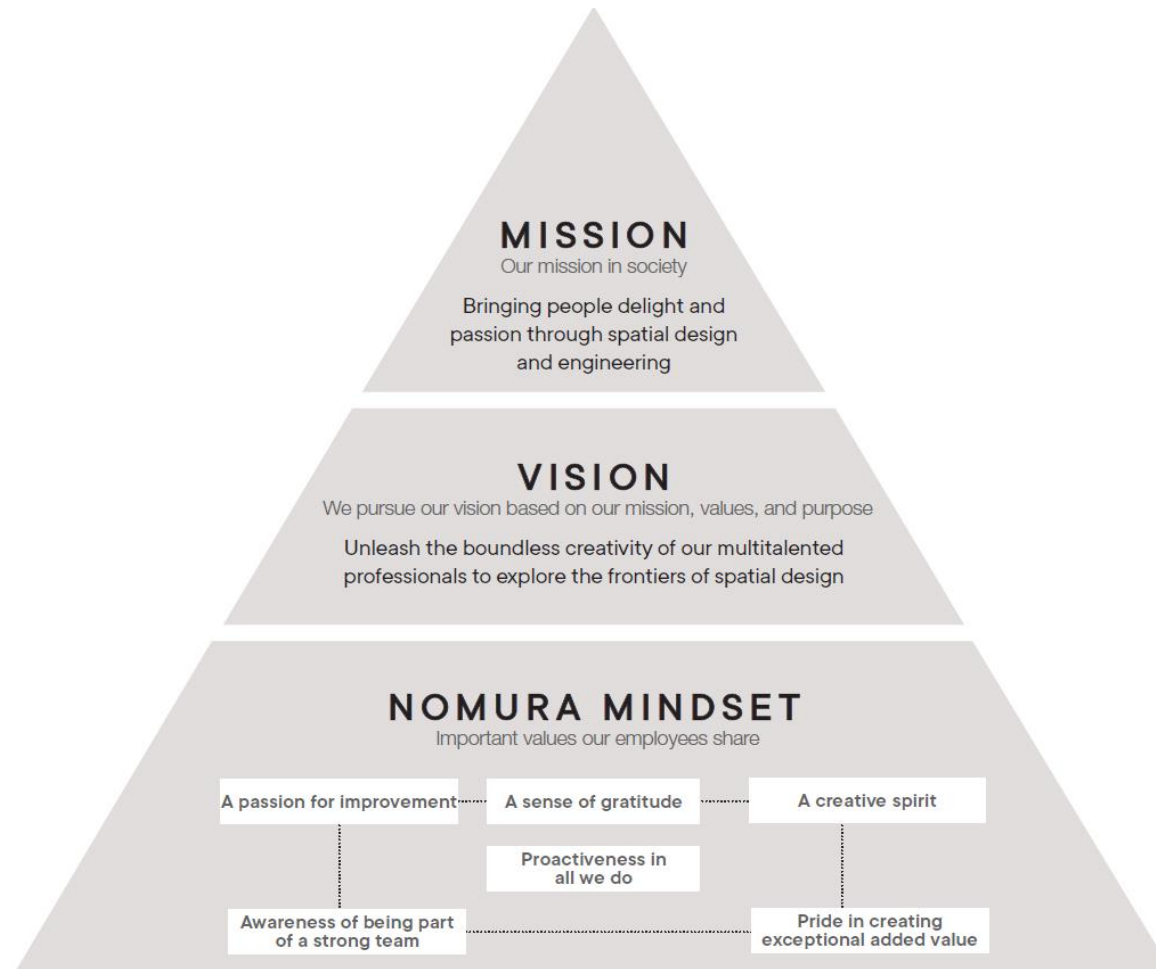 MISSION
Our mission in society
Bringing people delight and
passion through spatial design
and engineering
VISION
We pursue our vision based on our mission, values, and purpose
Unleash the boundless creativity of our multitalented
professionals to explore the frontiers of spatial design
NOMURA MINDSET
Important values our employees share
A passion for improvement
A sense of gratitude
A creative spirit
Proactiveness in
all we do
Awareness of being part
of a strong team
Pride in creating
exceptional added value